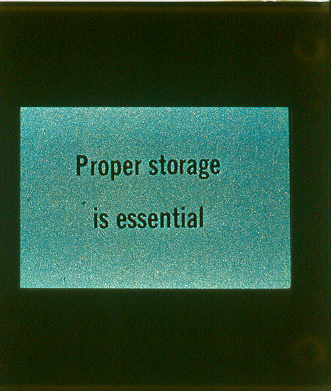 Proper storage
is essential